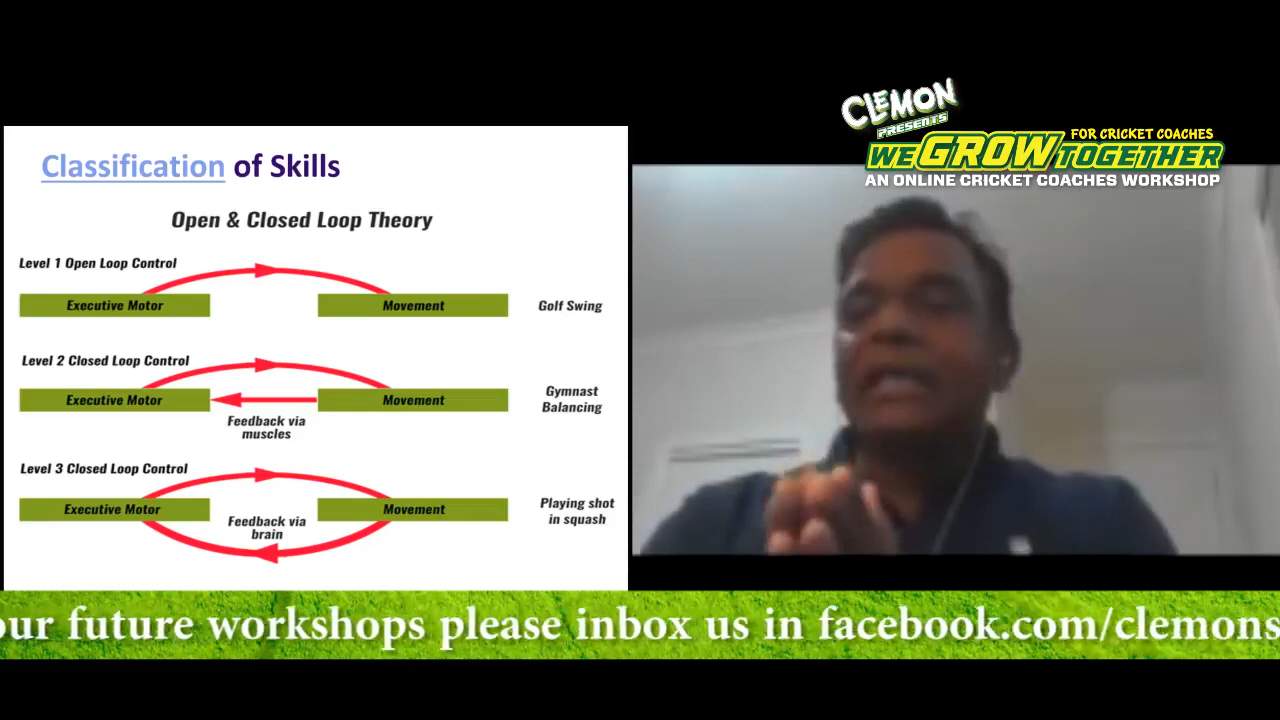 Classification of Skills
Open & Closed Loop Theory
Level 1 Open Loop Control
Executive Motor
Movement
Golf Swing
Level 2 Closed Loop Control
Executive Motor
Movement
Gymnast
Balancing
Feedback via
muscles
Level 3 Closed Loop Control
Executive Motor
Movement
Playing shot
in squash
Feedback via
brain
CLEMON
PRESENTS
FOR CRICKET COACHES
WE GROW TOGETHER
AN ONLINE CRICKET COACHES WORKSHOP
our future workshops please inbox us in facebook.com/clemons